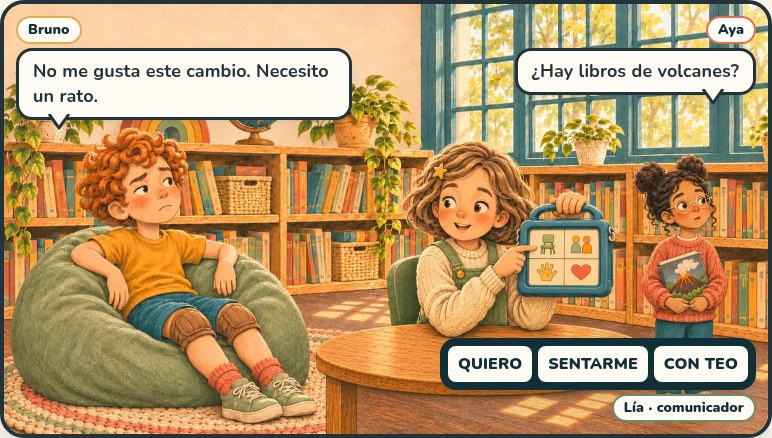 Bruno
No me gusta este cambio. Necesito
un rato.
Aya
¿Hay libros de volcanes?
QUIERO SENTARME CON TEO
Lía · comunicador